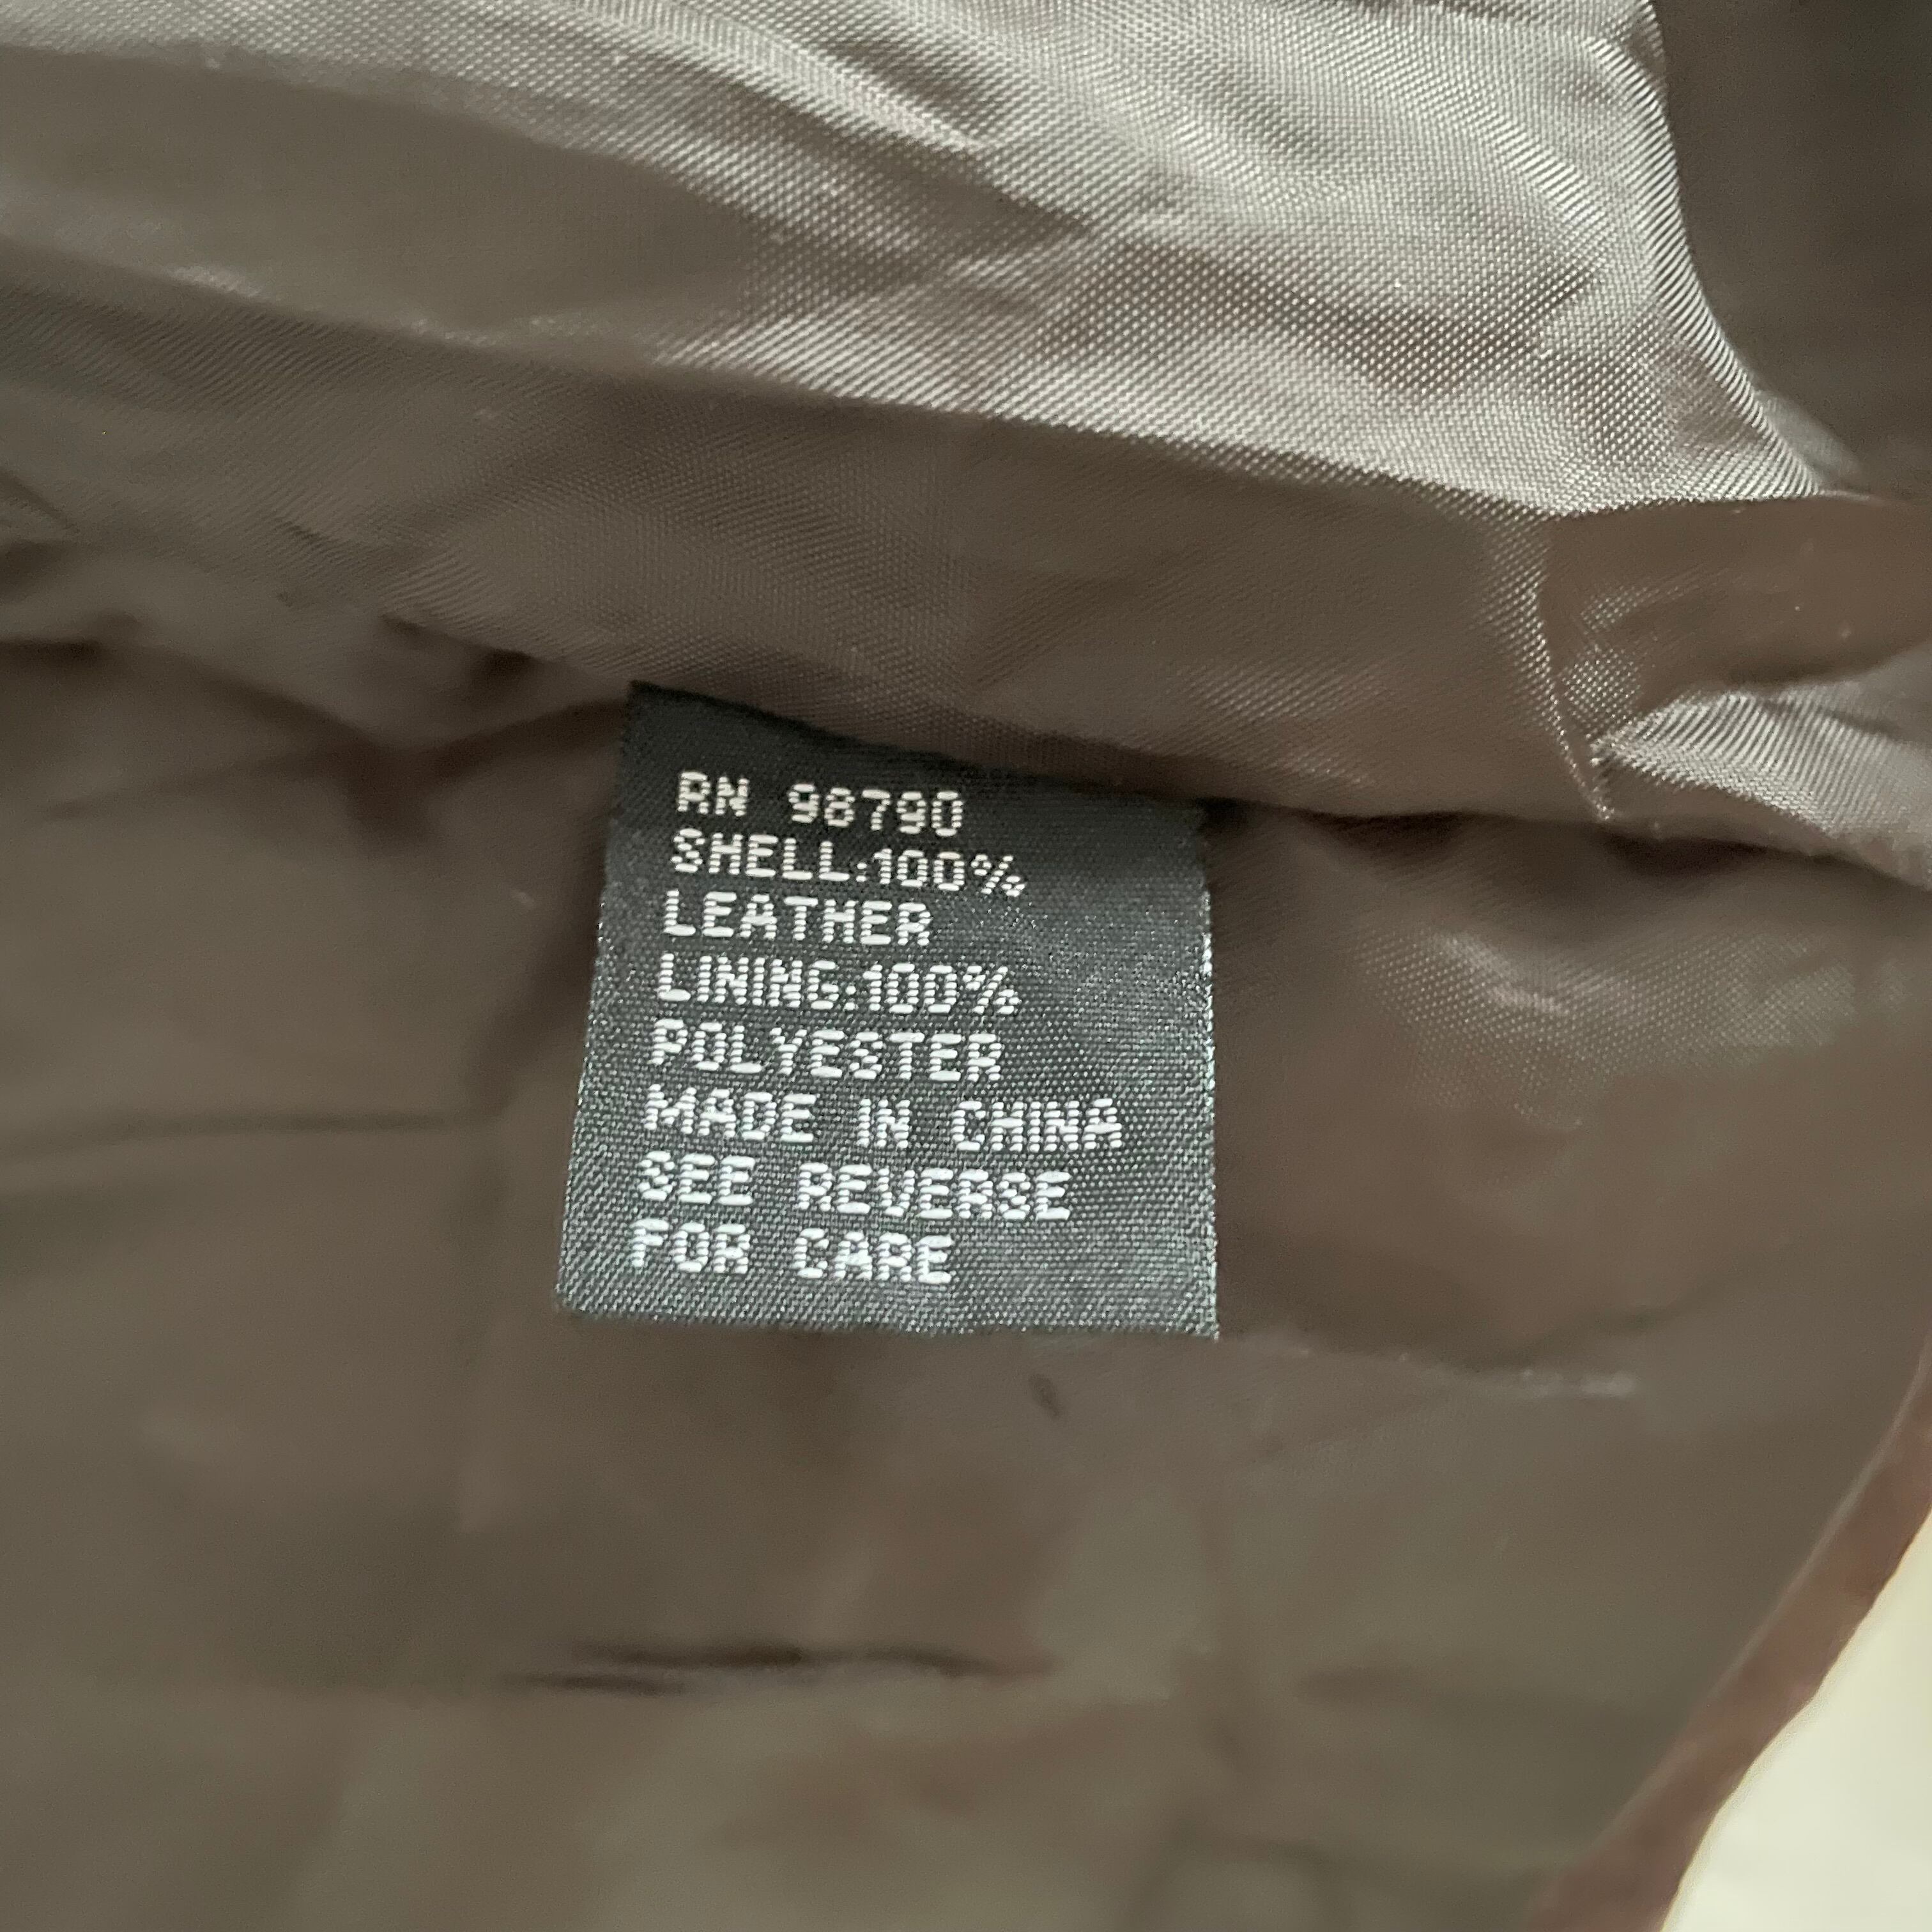 RN 98790
SHELL:100%
LEATHER
LINING:100%
POLYESTER
MADE IN CHINA
SEE REVERSE
FOR CARE